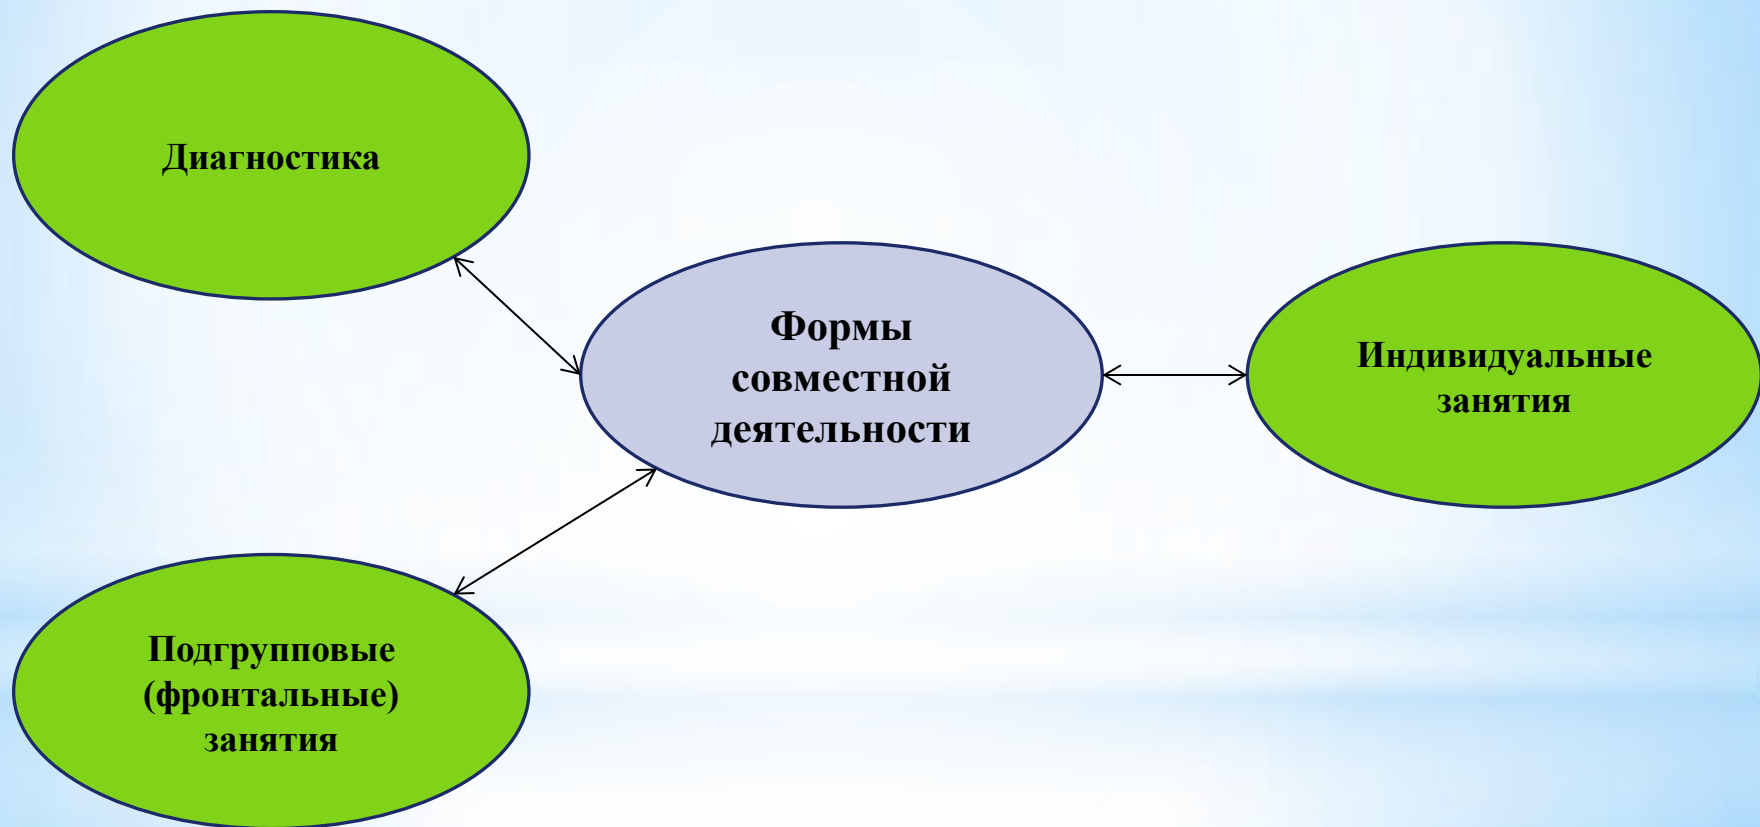 Диагностика
Формы
совместной
деятельности
Индивидуальные
занятия
Подгрупповые
(фронтальные)
занятия